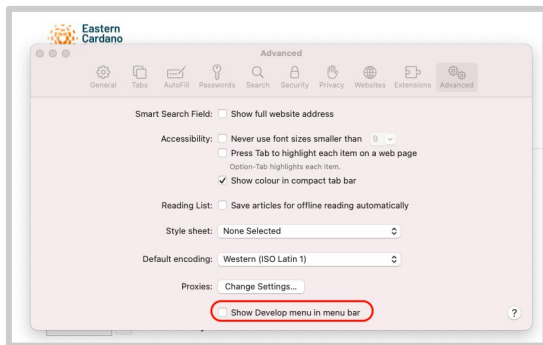 Eastern
Cardano
Advanced
General Tabs AutoFill Passwords Search Security Privacy Websites Extensions Advanced
Smart Search Field: Show full website address
Accessibility: Never use font sizes smaller than 9
Press Tab to highlight each item on a web page
Option-Tab highlights each item.
Show colour in compact tab bar
Reading List: Save articles for offline reading automatically
Style sheet: None Selected
Default encoding: Western (ISO Latin 1)
Proxies: Change Settings...
Show Develop menu in menu bar
?